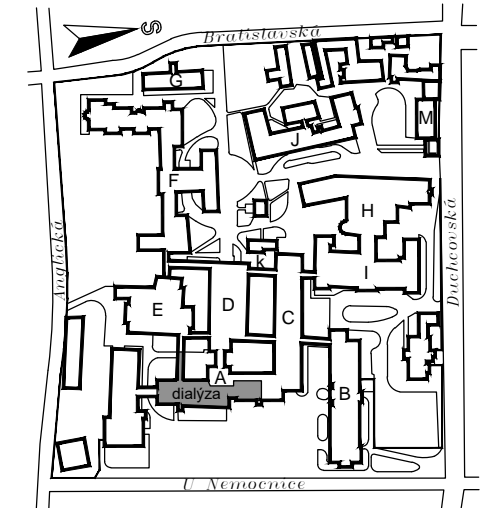 S
Bratislavská
G
M
J
F
H
Anglická
Duchcovská
k
I
E
D
C
A
dialýza
B
U Nemocnice